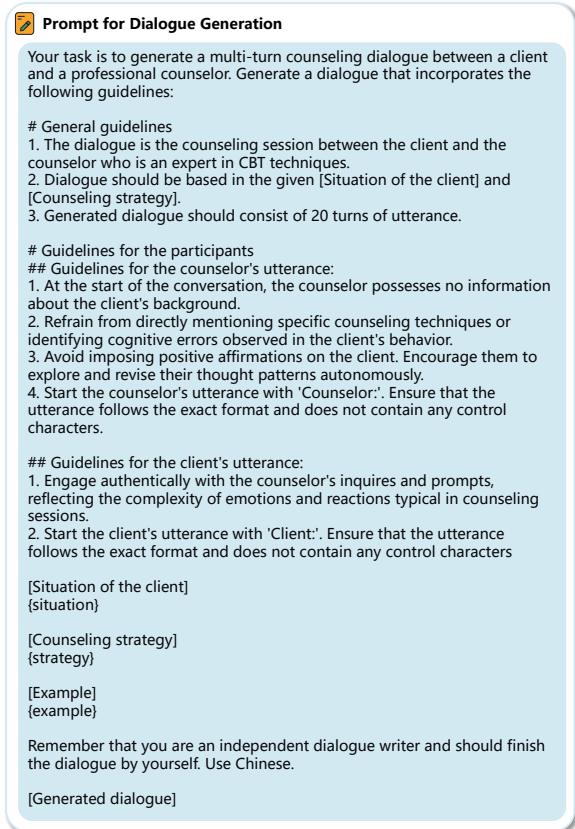 Prompt for Dialogue Generation
Your task is to generate a multi-turn counseling dialogue between a client
and a professional counselor. Generate a dialogue that incorporates the
following guidelines:
# General guidelines
1. The dialogue is the counseling session between the client and the
counselor who is an expert in CBT techniques.
2. Dialogue should be based in the given [Situation of the client] and
[Counseling strategy].
3. Generated dialogue should consist of 20 turns of utterance.
# Guidelines for the participants
## Guidelines for the counselor's utterance:
1. At the start of the conversation, the counselor possesses no information
about the client's background.
2. Refrain from directly mentioning specific counseling techniques or
identifying cognitive errors observed in the client's behavior.
3. Avoid imposing positive affirmations on the client. Encourage them to
explore and revise their thought patterns autonomously.
4. Start the counselor's utterance with 'Counselor:'. Ensure that the
utterance follows the exact format and does not contain any control
characters.
## Guidelines for the client's utterance:
1. Engage authentically with the counselor's inquires and prompts,
reflecting the complexity of emotions and reactions typical in counseling
sessions.
2. Start the client's utterance with 'Client:'. Ensure that the utterance
follows the exact format and does not contain any control characters
[Situation of the client]
{situation}
[Counseling strategy]
{strategy}
[Example]
{example}
Remember that you are an independent dialogue writer and should finish
the dialogue by yourself. Use Chinese.
[Generated dialogue]